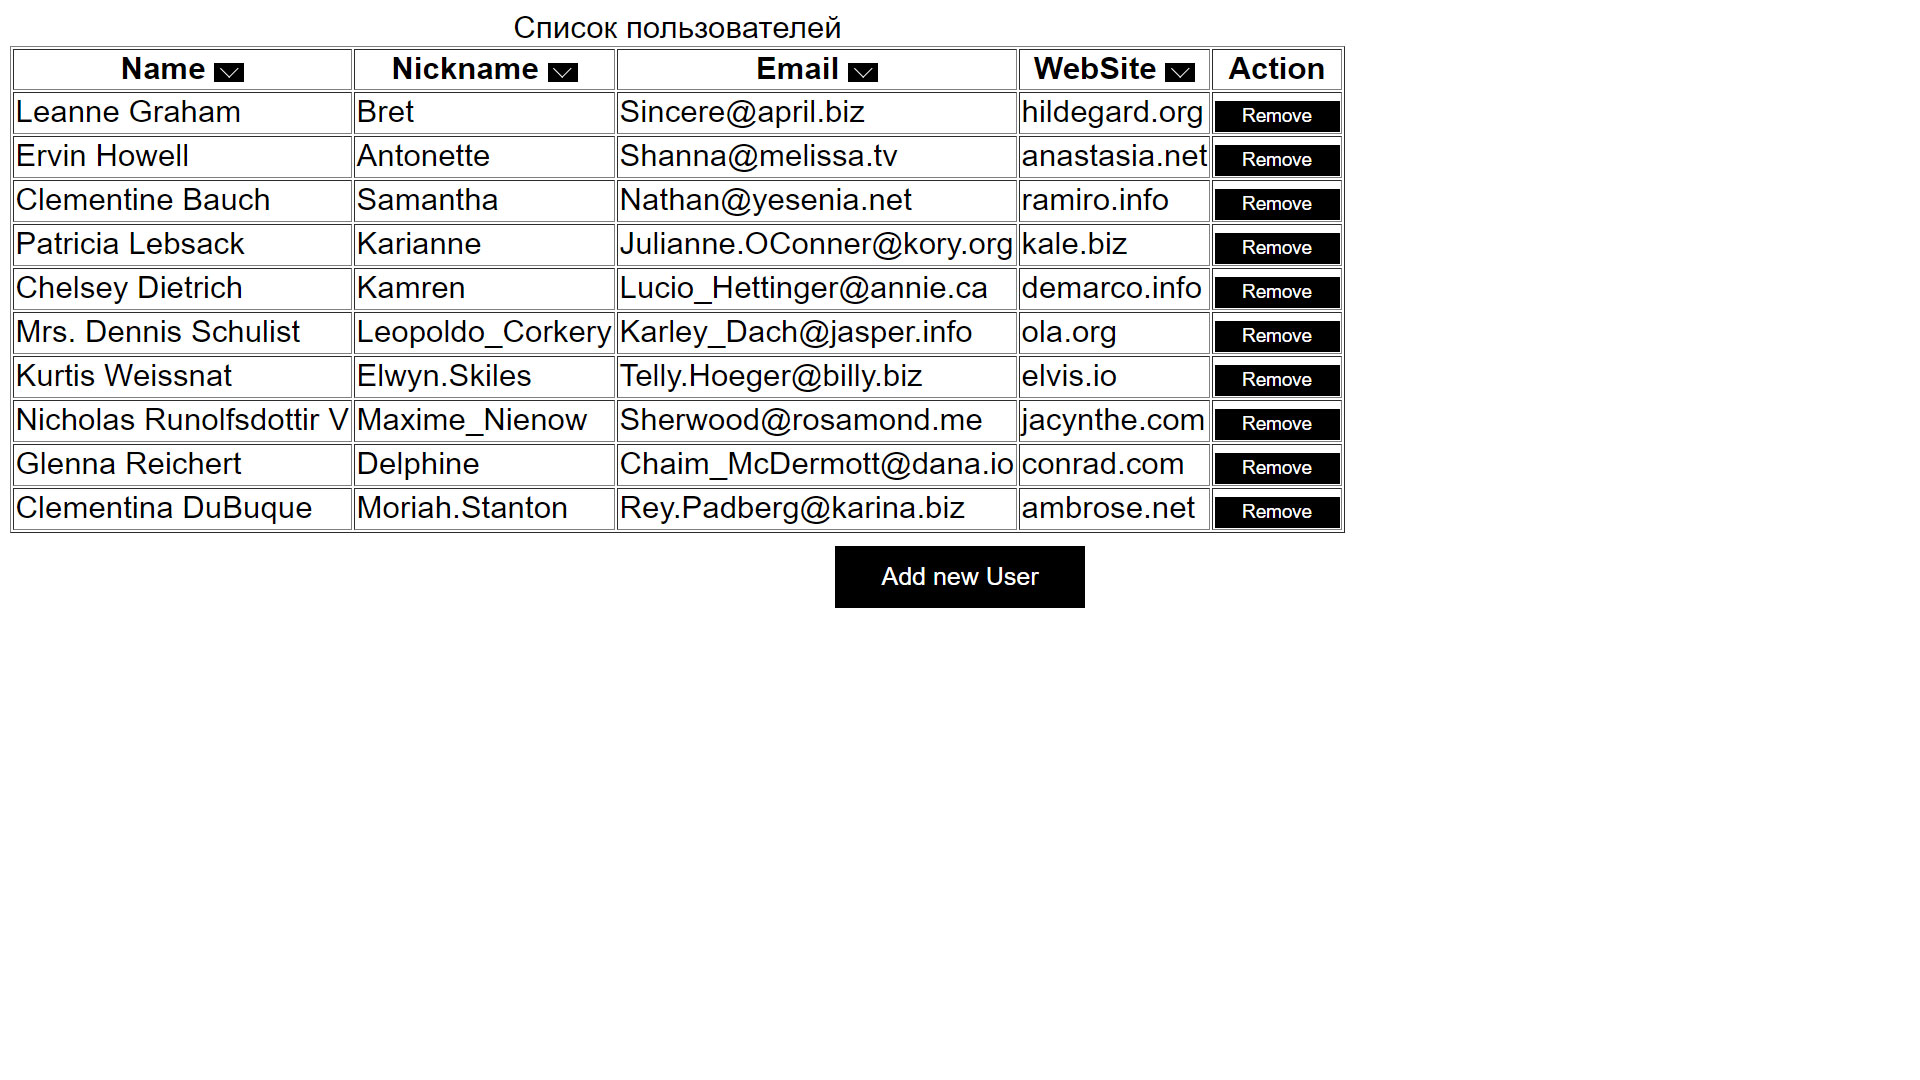 Список пользователей
Name Nickname Email WebSite Action
Leanne Graham Bret Sincere@april.biz hildegard.org Remove
Ervin Howell Antonette Shanna@melissa.tv anastasia.net Remove
Clementine Bauch Samantha Nathan@yesenia.net ramiro.info Remove
Patricia Lebsack Karianne Julianne.OConner@kory.org kale.biz Remove
Chelsey Dietrich Kamren Lucio_Hettinger@annie.ca demarco.info Remove
Mrs. Dennis Schulist Leopoldo_Corkery Karley_Dach@jasper.info ola.org Remove
Kurtis Weissnat Elwyn.Skiles Telly.Hoeger@billy.biz elvis.io Remove
Nicholas Runolfsdottir V Maxime_Nienow Sherwood@rosamond.me jacynthe.com Remove
Glenna Reichert Delphine Chaim_McDermott@dana.io conrad.com Remove
Clementina DuBuque Moriah.Stanton Rey.Padberg@karina.biz ambrose.net Remove
Add new User